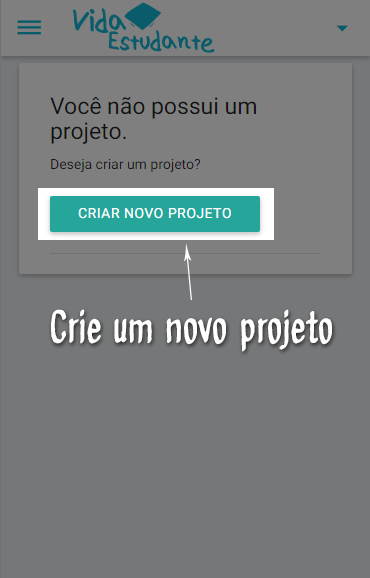 Vida
Estudante
Você não possui um
projeto.
Deseja criar um projeto?
CRIAR NOVO PROJETO
Crie um novo projeto